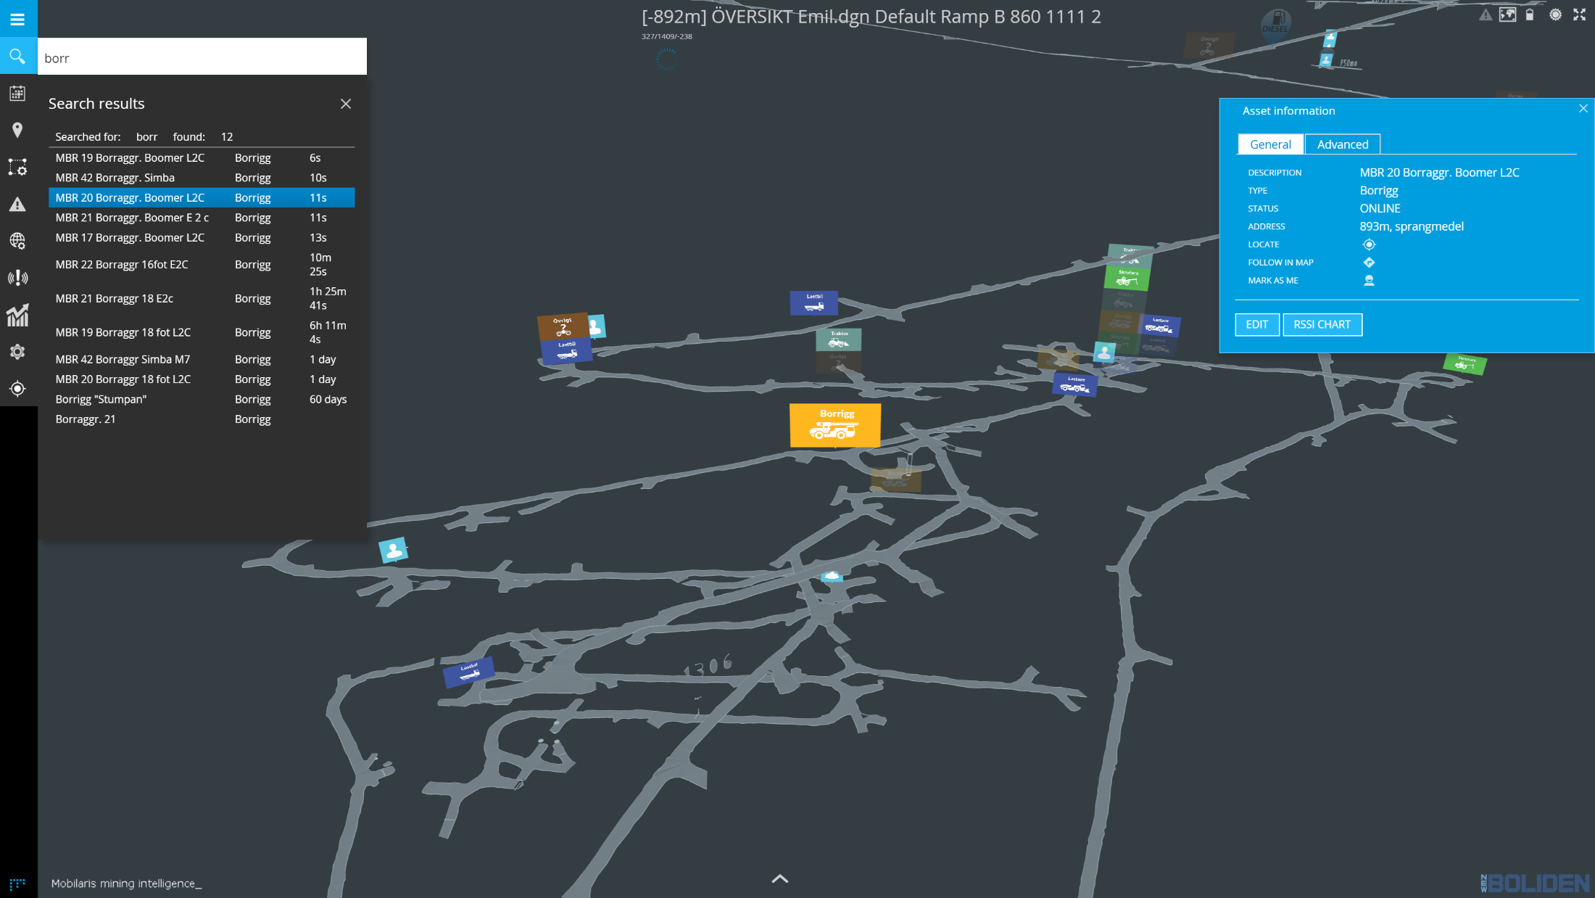 [-892m] ÖVERSIKT Emil.dgn Default Ramp B 860 1111 2
327/1409/-238
borr
Search results
Searched for: borr found: 12
MBR 19 Borraggr. Boomer L2C Borrigg 6s
MBR 42 Borraggr. Simba Borrigg 10s
MBR 20 Borraggr. Boomer L2C Borrigg 11s
MBR 21 Borraggr. Boomer E 2 c Borrigg 11s
MBR 17 Borraggr. Boomer L2C Borrigg 13s
MBR 22 Borraggr 16fot E2C Borrigg 10m 25s
MBR 21 Borraggr 18 E2c Borrigg 1h 25m 41s
MBR 19 Borraggr 18 fot L2C Borrigg 6h 11m 4s
MBR 42 Borraggr Simba M7 Borrigg 1 day
MBR 20 Borraggr 18 fot L2C Borrigg 1 day
Borrigg "Stumpan" Borrigg 60 days
Borraggr. 21 Borrigg
Asset information
General Advanced
DESCRIPTION MBR 20 Borraggr. Boomer L2C
TYPE Borrigg
STATUS ONLINE
ADDRESS 893m, sprangmedel
LOCATE
FOLLOW IN MAP
MARK AS ME
EDIT RSSI CHART
DIESEL
950mo
Övrigt
Traktor
Borrigg
1306
Mobilaris mining intelligence_
NEW BOLIDEN